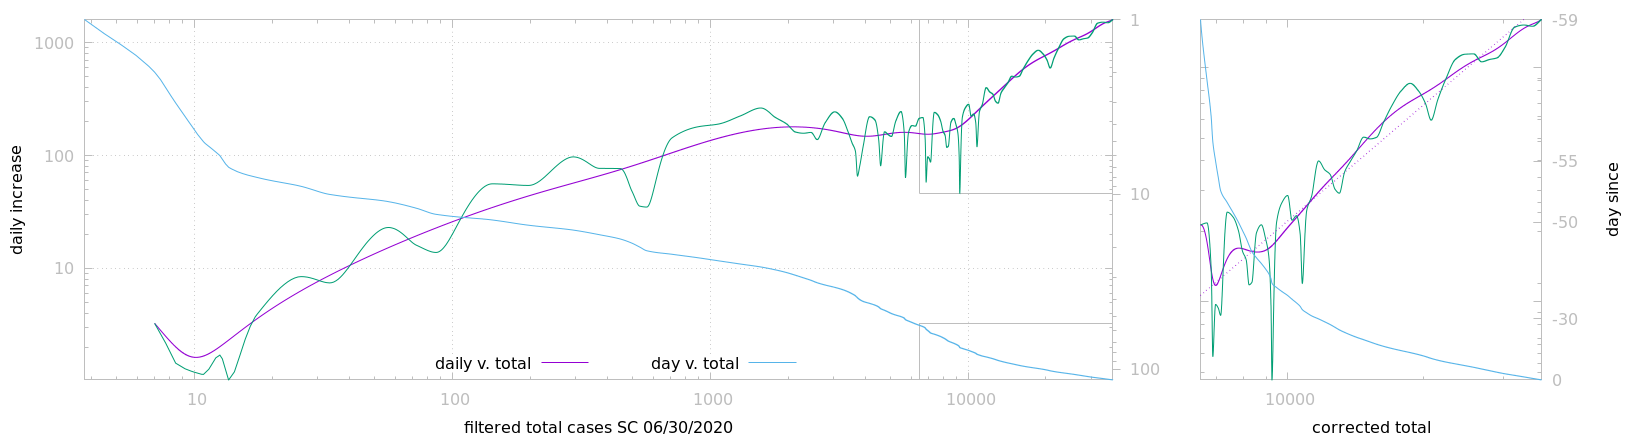 1000
100
10
daily increase
10
100
1000
10000
filtered total cases SC 06/30/2020
daily v. total
day v. total
1
10
100
10000
corrected total
-59
-55
-50
-30
0
day since